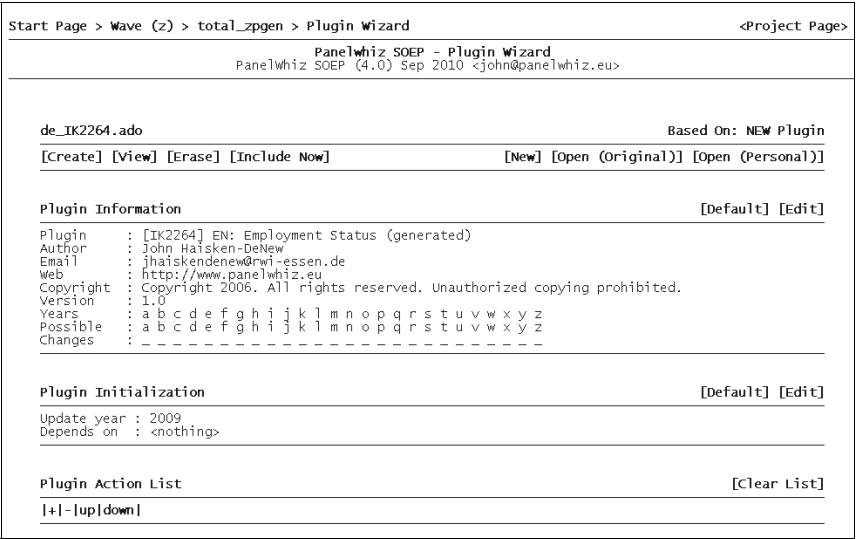 Start Page > Wave (z) > total_zpgen > Plugin Wizard <Project Page>
Panelwhiz SOEP - Plugin Wizard
PanelWhiz SOEP (4.0) Sep 2010 <john@panelwhiz.eu>
de_IK2264.ado Based On: NEW Plugin
[Create] [View] [Erase] [Include Now] [New] [Open (Original)] [Open (Personal)]
Plugin Information [Default] [Edit]
Plugin : [IK2264] EN: Employment Status (generated)
Author : John Haisken-DeNew
Email : jhaiskendenew@rwi-essen.de
Web : http://www.panelwhiz.eu
Copyright : Copyright 2006. All rights reserved. Unauthorized copying prohibited.
Version : 1.0
Years : a b c d e f g h i j k l m n o p q r s t u v w x y z
Possible : a b c d e f g h i j k l m n o p q r s t u v w x y z
Changes : _ _ _ _ _ _ _ _ _ _ _ _ _ _ _ _ _ _ _ _ _ _ _ _ _ _
Plugin Initialization [Default] [Edit]
Update year : 2009
Depends on : <nothing>
Plugin Action List [Clear List]
|+|-|up|down|